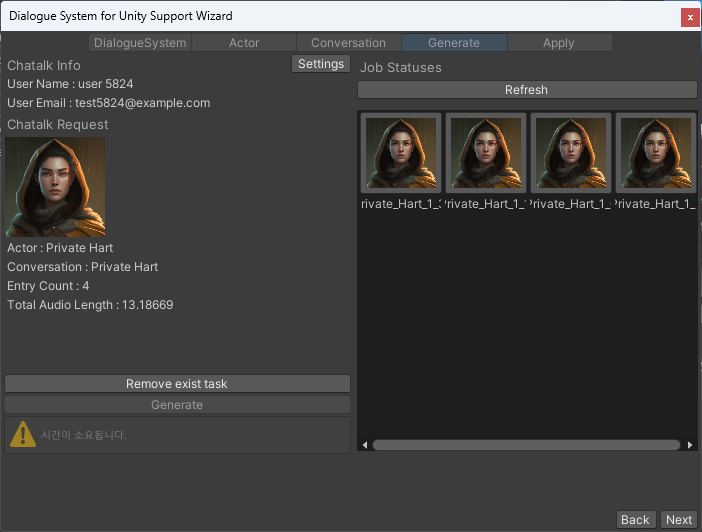 Dialogue System for Unity Support Wizard
x
DialogueSystem Actor Conversation Generate Apply
Chatalk Info
Settings
User Name : user 5824
User Email : test5824@example.com
Chatalk Request
Actor : Private Hart
Conversation : Private Hart
Entry Count : 4
Total Audio Length : 13.18669
Remove exist task
Generate
시간이 소요됩니다.
Job Statuses
Refresh
rivate_Hart_1_ rivate_Hart_1_ Private_Hart_1_ Private_Hart_1_
Back Next